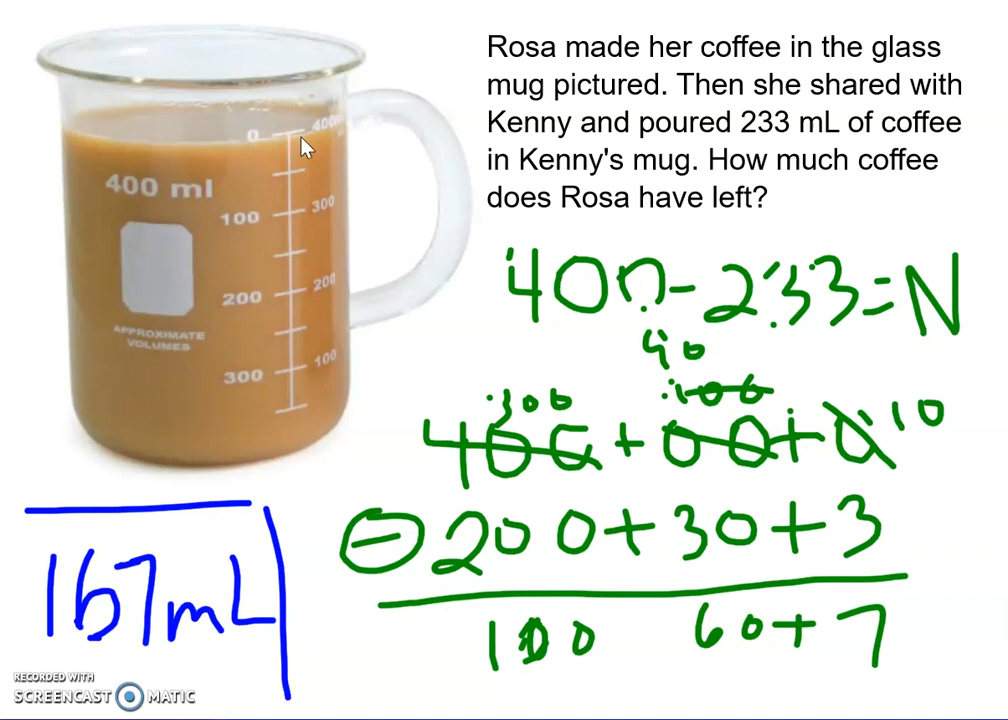 Rosa made her coffee in the glass
mug pictured. Then she shared with
Kenny and poured 233 mL of coffee
in Kenny's mug. How much coffee
does Rosa have left?
0 400ml
400 ml
100 300
200 200
APPROXIMATE
VOLUMES
300 100
400 - 233 = N
90
300 100
400 + 00 + 0 10
- 200 + 30 + 3
100 60 + 7
167 mL
RECORDED WITH
SCREENCAST MATIC